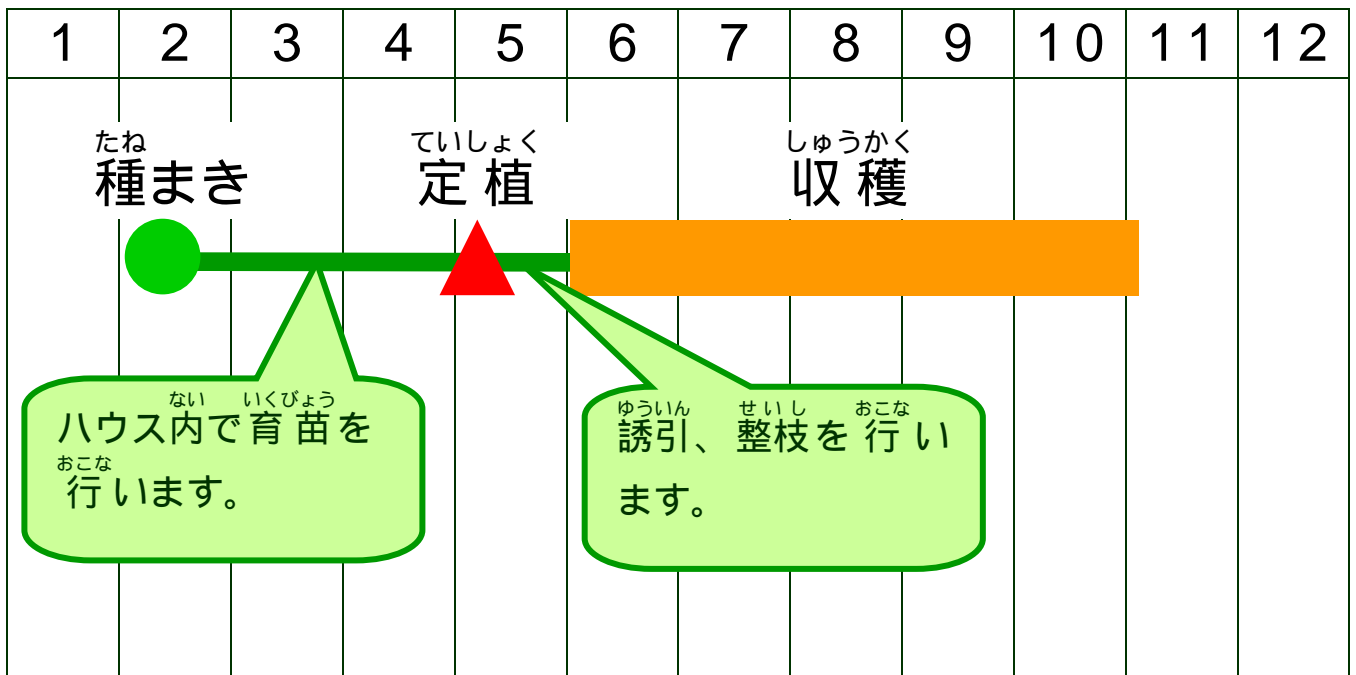 1 2 3 4 5 6 7 8 9 10 11 12
たね ていしょく しゅうかく
種まき 定植 収穫
ない いくびょう
ハウス内で育苗を
おこな
行います。
ゆういん せいし おこな
誘引、整枝を行い
ます。